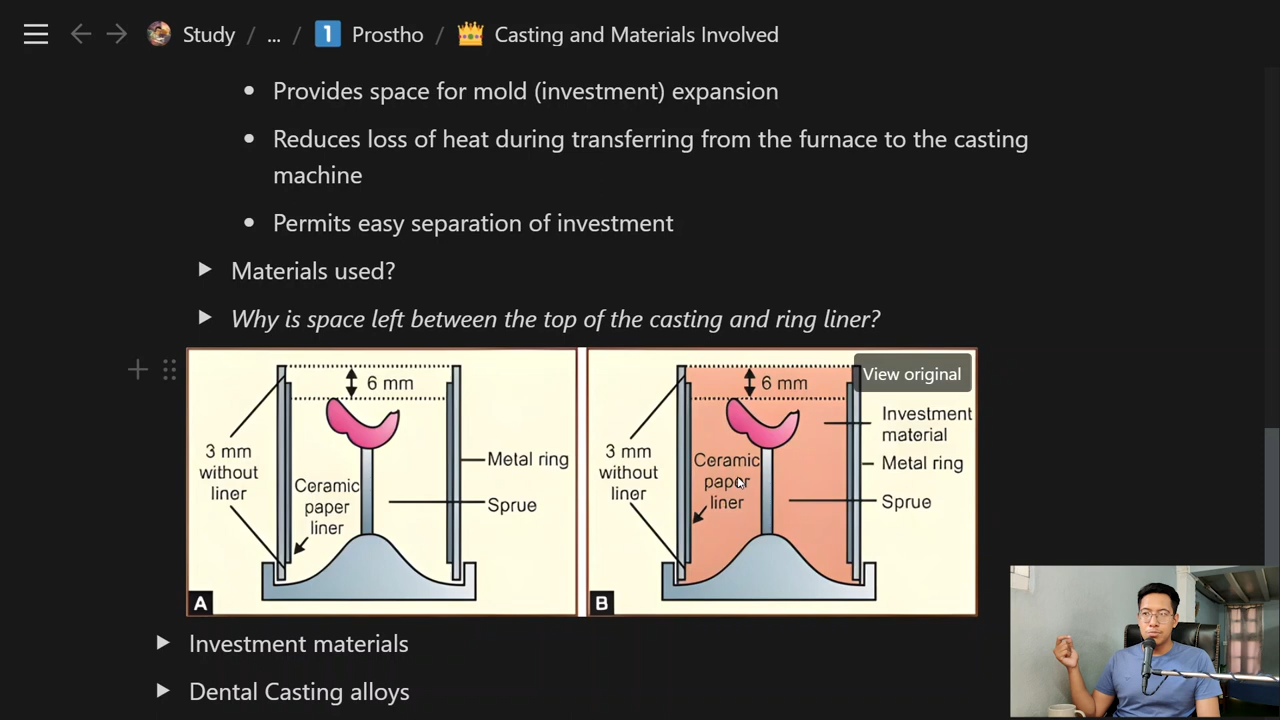 Study / ... / 1 Prostho / Casting and Materials Involved
Provides space for mold (investment) expansion
Reduces loss of heat during transferring from the furnace to the casting
machine
Permits easy separation of investment
Materials used?
Why is space left between the top of the casting and ring liner?
6 mm
3 mm
without
liner
Ceramic
paper
liner
Metal ring
Sprue
A
View original
6 mm
3 mm
without
liner
Ceramic
paper
liner
Investment
material
Metal ring
Sprue
B
Investment materials
Dental Casting alloys